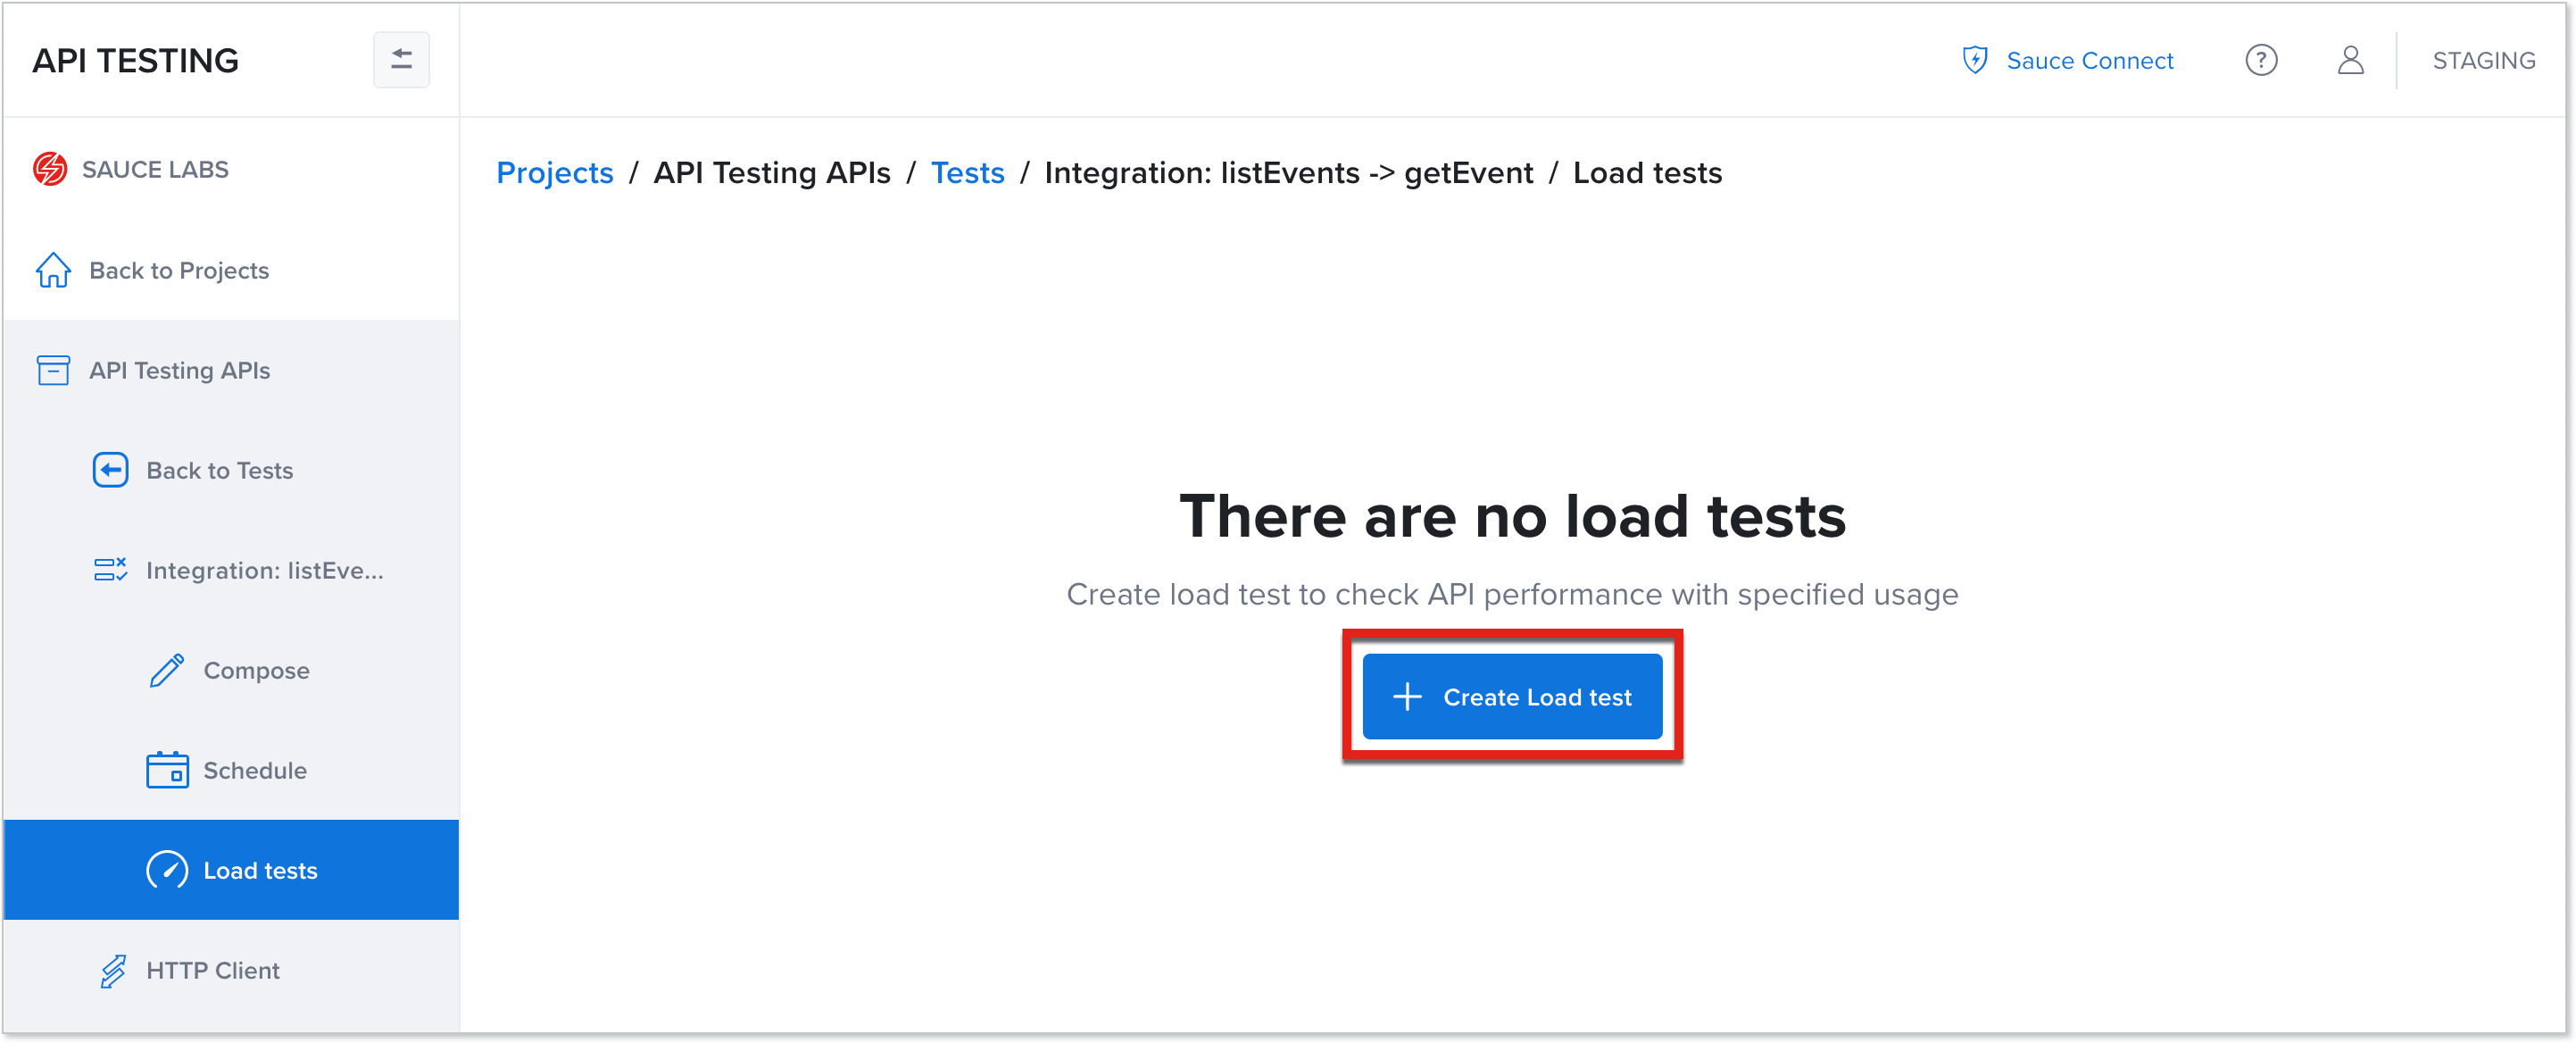 API TESTING
Sauce Connect
?
STAGING
SAUCE LABS
Back to Projects
API Testing APIs
Back to Tests
Integration: listEve...
Compose
Schedule
Load tests
HTTP Client
Projects / API Testing APIs / Tests / Integration: listEvents -> getEvent / Load tests
There are no load tests
Create load test to check API performance with specified usage
Create Load test